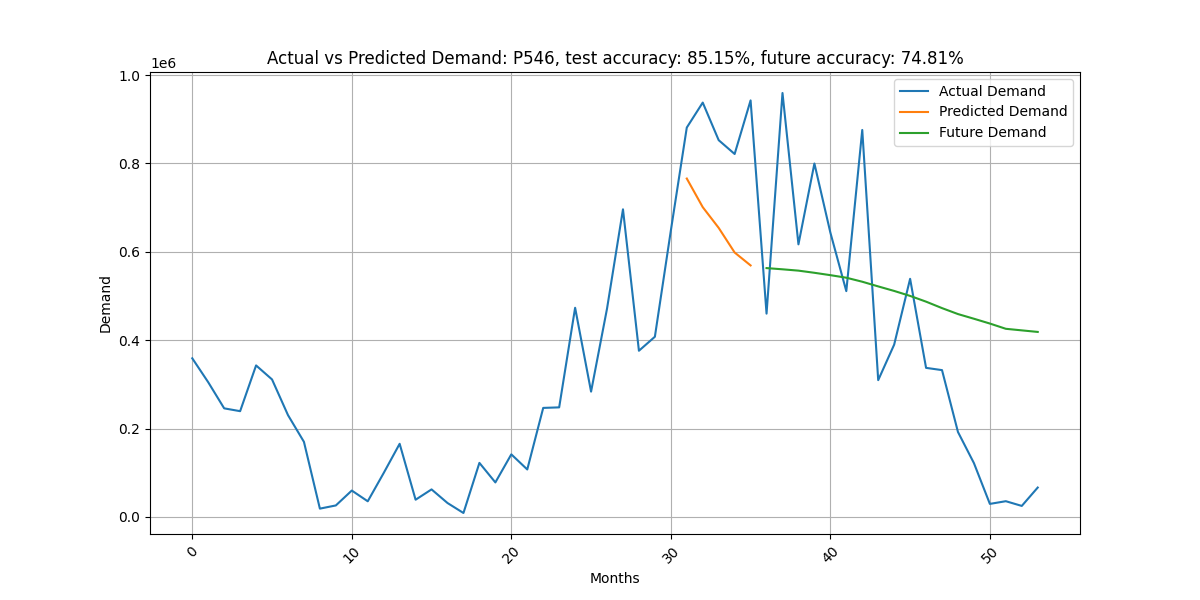 Actual vs Predicted Demand: P546, test accuracy: 85.15%, future accuracy: 74.81%
1e6
1.0
0.8
0.6
0.4
0.2
0.0
Demand
Actual Demand
Predicted Demand
Future Demand
0
10
20
30
40
50
Months